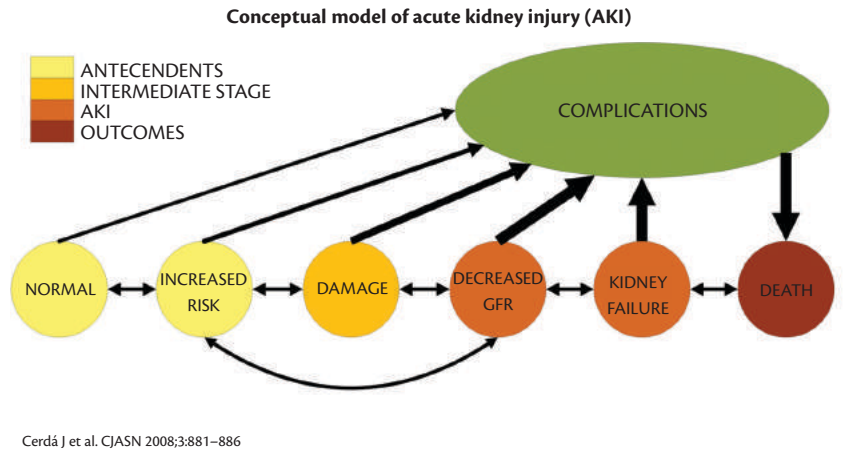 Conceptual model of acute kidney injury (AKI)
ANTECENDENTS
INTERMEDIATE STAGE
AKI
OUTCOMES
COMPLICATIONS
NORMAL
INCREASED
RISK
DAMAGE
DECREASED
GFR
KIDNEY
FAILURE
DEATH
Cerdá J et al. CJASN 2008;3:881–886